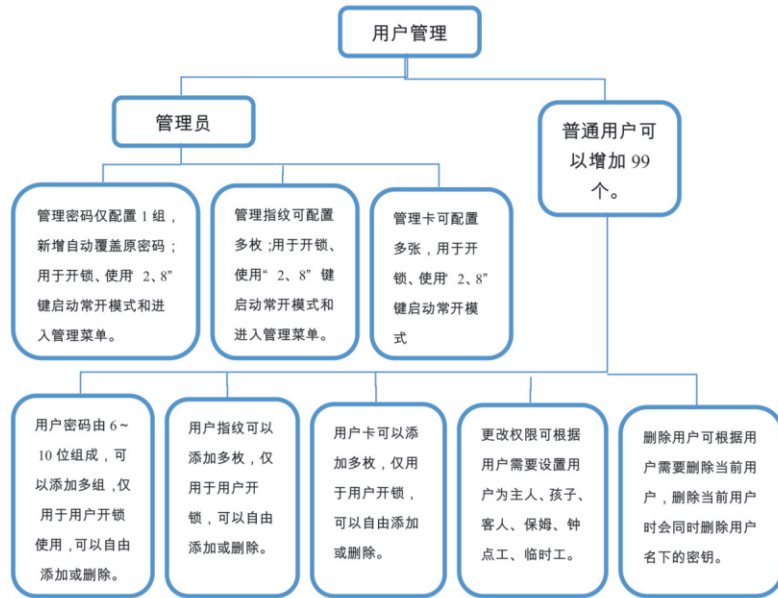 用户管理
管理员
普通用户可
以增加 99
个。
管理密码仅配置 1 组，
新增自动覆盖原密码；
用于开锁、使用“ 2、8”
键启动常开模式和进
入管理菜单。
管理指纹可配置
多枚；用于开锁、
使用“ 2、8” 键
启动常开模式和
进入管理菜单。
管理卡可配置
多张，用于开
锁、使用“ 2、8”
键启动常开模
式
用户密码由 6～
10 位组成，可
以添加多组，仅
用于用户开锁
使用，可以自由
添加或删除。
用户指纹可以
添加多枚，仅
用于用户开
锁，可以自由
添加或删除。
用户卡可以添
加多枚，仅用
于用户开锁，
可以自由添加
或删除。
更改权限可根据
用户需要设置用
户为主人、孩子、
客人、保姆、钟
点工、临时工。
删除用户可根据用
户需要删除当前用
户，删除当前用户
时会同时删除用户
名下的密钥。